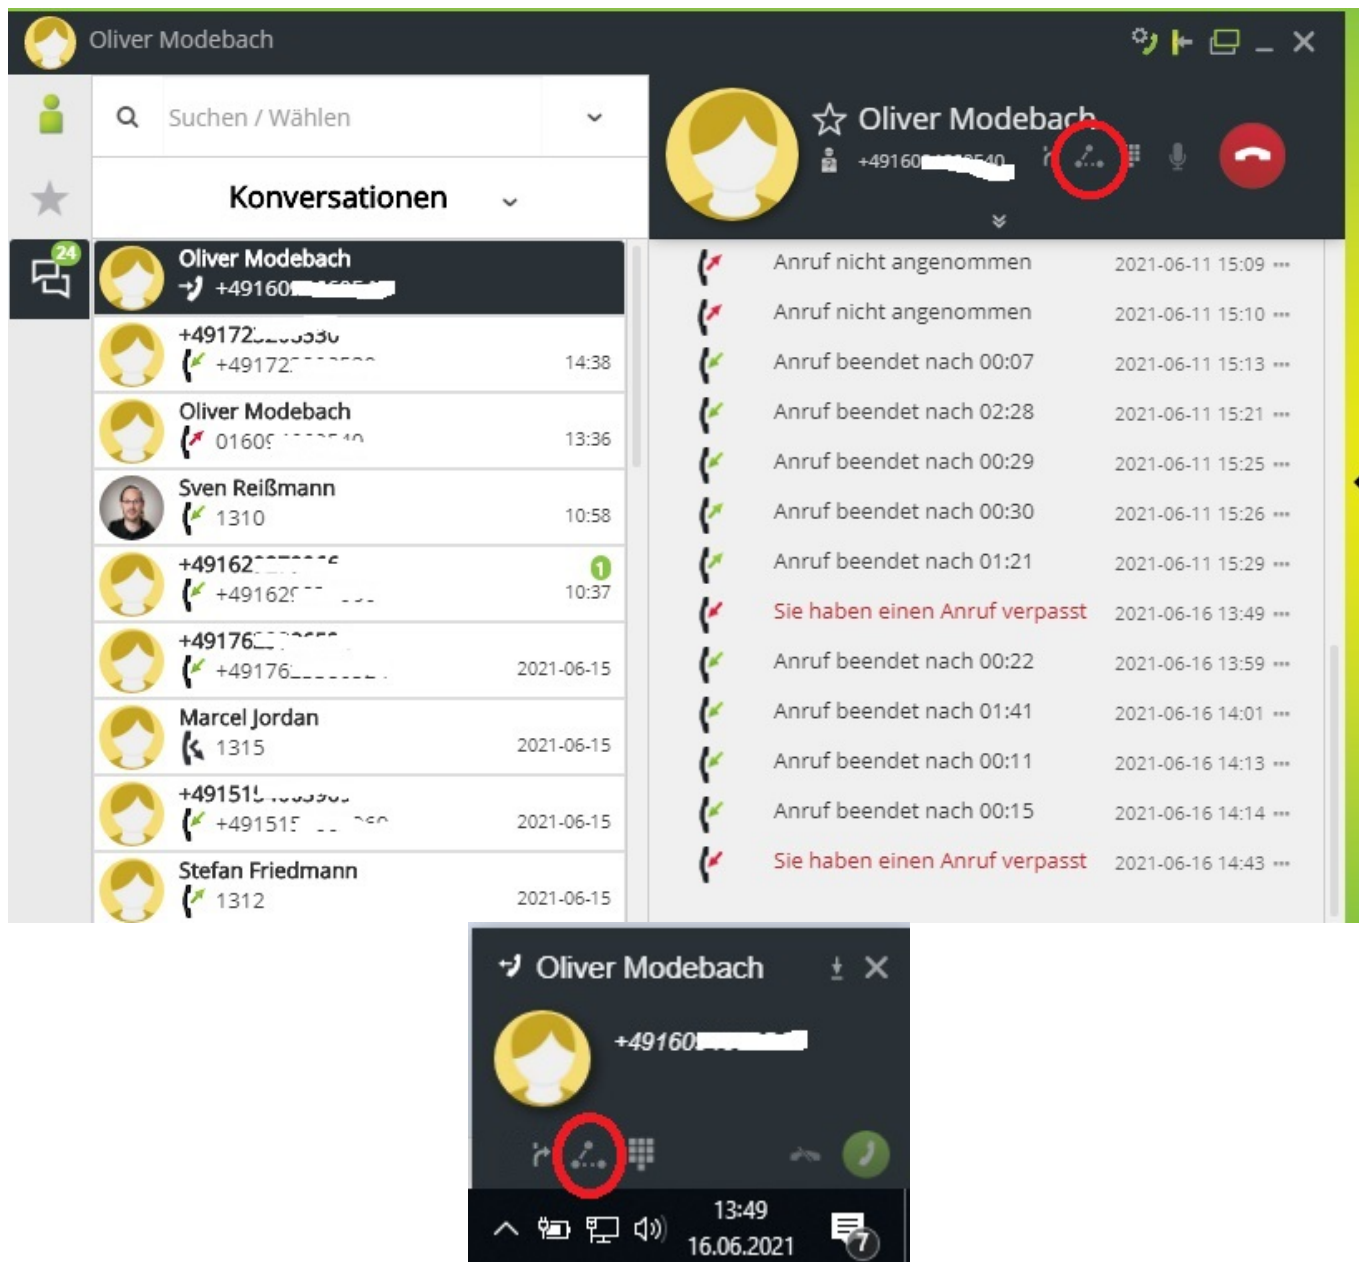 Oliver Modebach
Suchen / Wählen
Konversationen
24
Oliver Modebach
Oliver Modebach
14:38
Oliver Modebach
13:36
Sven Reißmann
1310
10:58
1
10:37
2021-06-15
Marcel Jordan
1315
2021-06-15
2021-06-15
Stefan Friedmann
1312
2021-06-15
Anruf nicht angenommen 2021-06-11 15:09 ...
Anruf nicht angenommen 2021-06-11 15:10 ...
Anruf beendet nach 00:07 2021-06-11 15:13 ...
Anruf beendet nach 02:28 2021-06-11 15:21 ...
Anruf beendet nach 00:29 2021-06-11 15:25 ...
Anruf beendet nach 00:30 2021-06-11 15:26 ...
Anruf beendet nach 01:21 2021-06-11 15:29 ...
Sie haben einen Anruf verpasst 2021-06-16 13:49 ...
Anruf beendet nach 00:22 2021-06-16 13:59 ...
Anruf beendet nach 01:41 2021-06-16 14:01 ...
Anruf beendet nach 00:11 2021-06-16 14:13 ...
Anruf beendet nach 00:15 2021-06-16 14:14 ...
Sie haben einen Anruf verpasst 2021-06-16 14:43 ...
Oliver Modebach
13:49
16.06.2021
7